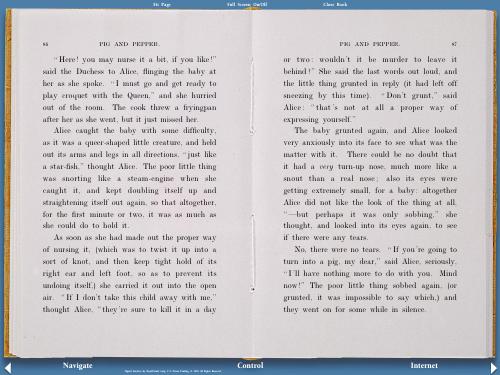 Fit Page
Full Screen On/Off
Close Book
86
PIG AND PEPPER.
"Here! you may nurse it a bit, if you like!"
said the Duchess to Alice, flinging the baby at
her as she spoke. "I must go and get ready to
play croquet with the Queen," and she hurried
out of the room. The cook threw a fryingpan
after her as she went, but it just missed her.
Alice caught the baby with some difficulty,
as it was a queer-shaped little creature, and held
out its arms and legs in all directions, "just like
a star-fish," thought Alice. The poor little thing
was snorting like a steam-engine when she
caught it, and kept doubling itself up and
straightening itself out again, so that altogether,
for the first minute or two, it was as much as
she could do to hold it.
As soon as she had made out the proper way
of nursing it, (which was to twist it up into a
sort of knot, and then keep tight hold of its
right ear and left foot, so as to prevent its
undoing itself,) she carried it out into the open
air. "If I don't take this child away with me,"
thought Alice, "they're sure to kill it in a day
PIG AND PEPPER.
87
or two: wouldn't it be murder to leave it
behind?" She said the last words out loud, and
the little thing grunted in reply (it had left off
sneezing by this time). "Don't grunt," said
Alice: "that's not at all a proper way of
expressing yourself."
The baby grunted again, and Alice looked
very anxiously into its face to see what was the
matter with it. There could be no doubt that
it had a very turn-up nose, much more like a
snout than a real nose; also its eyes were
getting extremely small, for a baby: altogether
Alice did not like the look of the thing at all,
"—but perhaps it was only sobbing," she
thought, and looked into its eyes again, to see
if there were any tears.
No, there were no tears. "If you're going to
turn into a pig, my dear," said Alice, seriously,
"I'll have nothing more to do with you. Mind
now!" The poor little thing sobbed again, (or
grunted, it was impossible to say which,) and
they went on for some while in silence.
Navigate
Control
Internet